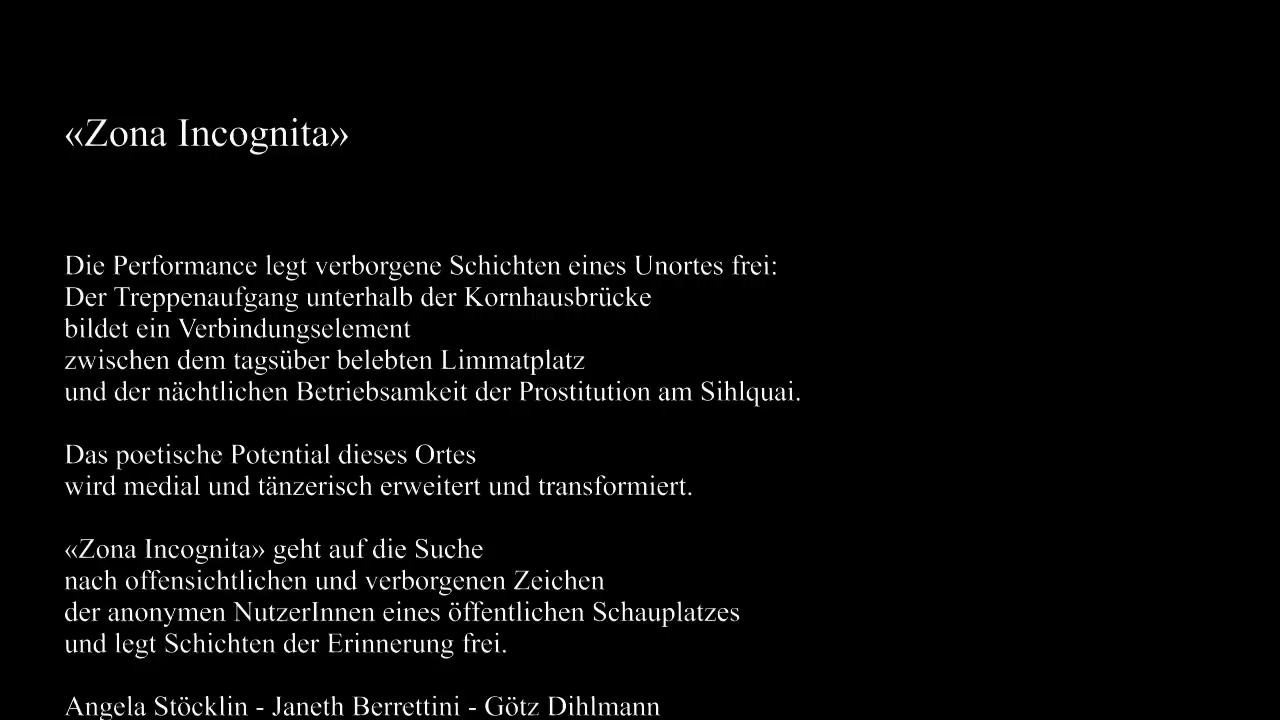 «Zona Incognita»
Die Performance legt verborgene Schichten eines Unortes frei:
Der Treppenaufgang unterhalb der Kornhausbrücke
bildet ein Verbindungselement
zwischen dem tagsüber belebten Limmatplatz
und der nächtlichen Betriebsamkeit der Prostitution am Sihlquai.
Das poetische Potential dieses Ortes
wird medial und tänzerisch erweitert und transformiert.
«Zona Incognita» geht auf die Suche
nach offensichtlichen und verborgenen Zeichen
der anonymen NutzerInnen eines öffentlichen Schauplatzes
und legt Schichten der Erinnerung frei.
Angela Stöcklin - Janeth Berrettini - Götz Dihlmann